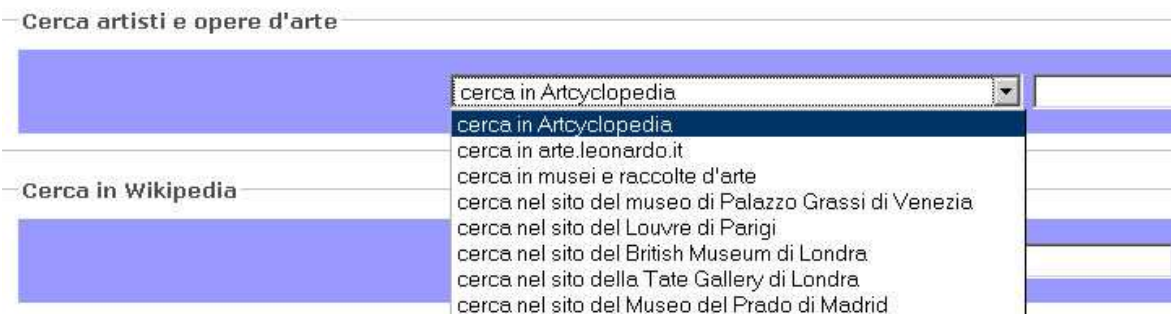 Cerca artisti e opere d'arte
cerca in Artcyclopedia
cerca in Artcyclopedia
cerca in arte.leonardo.it
cerca in musei e raccolte d'arte
Cerca in Wikipedia
cerca nel sito del museo di Palazzo Grassi di Venezia
cerca nel sito del Louvre di Parigi
cerca nel sito del British Museum di Londra
cerca nel sito della Tate Gallery di Londra
cerca nel sito del Museo del Prado di Madrid